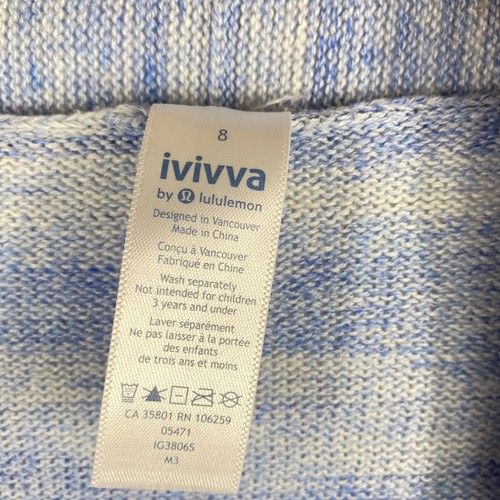 8
ivivva
by lululemon
Designed in Vancouver
Made in China
Conçu à Vancouver
Fabriqué en Chine
Wash separately
Not intended for children
3 years and under
Laver séparément
Ne pas laisser à la portée
des enfants
de trois ans et moins
CA 35801 RN 106259
05471
IG3806S
M3